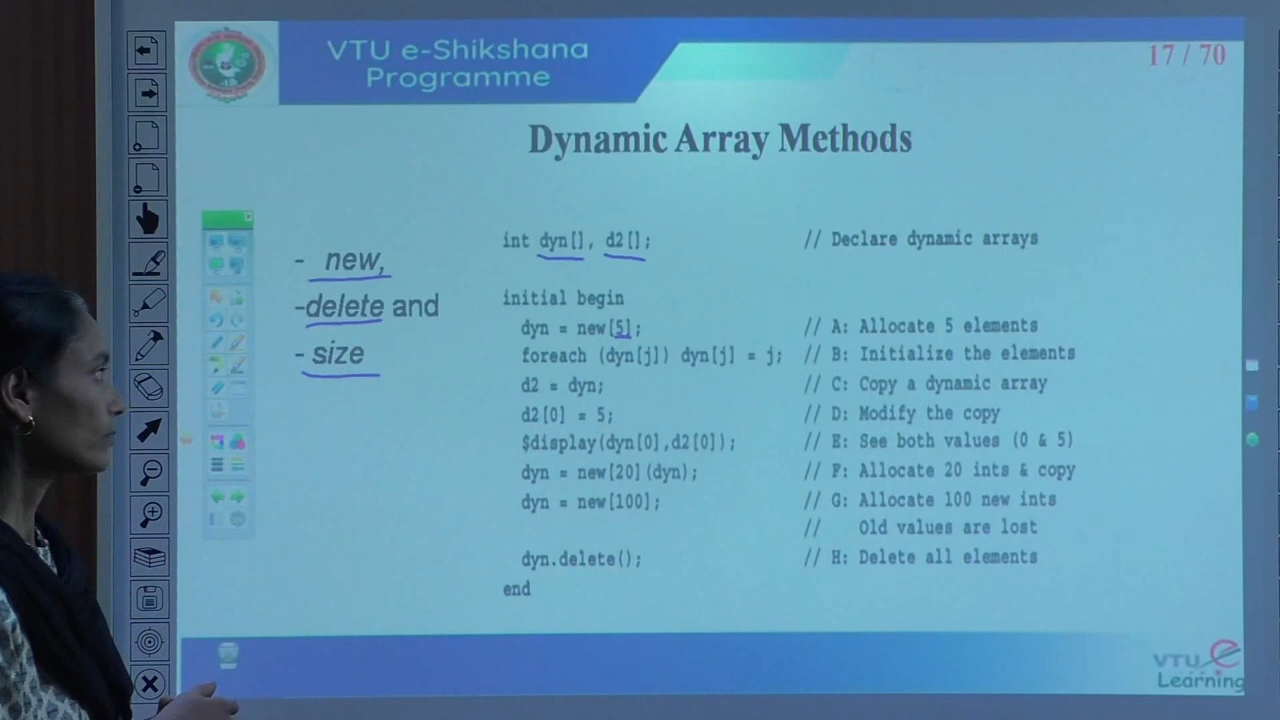 VTU e-Shikshana
Programme
17 / 70
Dynamic Array Methods
- new,
-delete and
- size
int dyn[], d2[]; // Declare dynamic arrays
initial begin
dyn = new[5]; // A: Allocate 5 elements
foreach (dyn[j]) dyn[j] = j; // B: Initialize the elements
d2 = dyn; // C: Copy a dynamic array
d2[0] = 5; // D: Modify the copy
$display(dyn[0],d2[0]); // E: See both values (0 & 5)
dyn = new[20](dyn); // F: Allocate 20 ints & copy
dyn = new[100]; // G: Allocate 100 new ints
// Old values are lost
dyn.delete(); // H: Delete all elements
end
VTU e
Learning